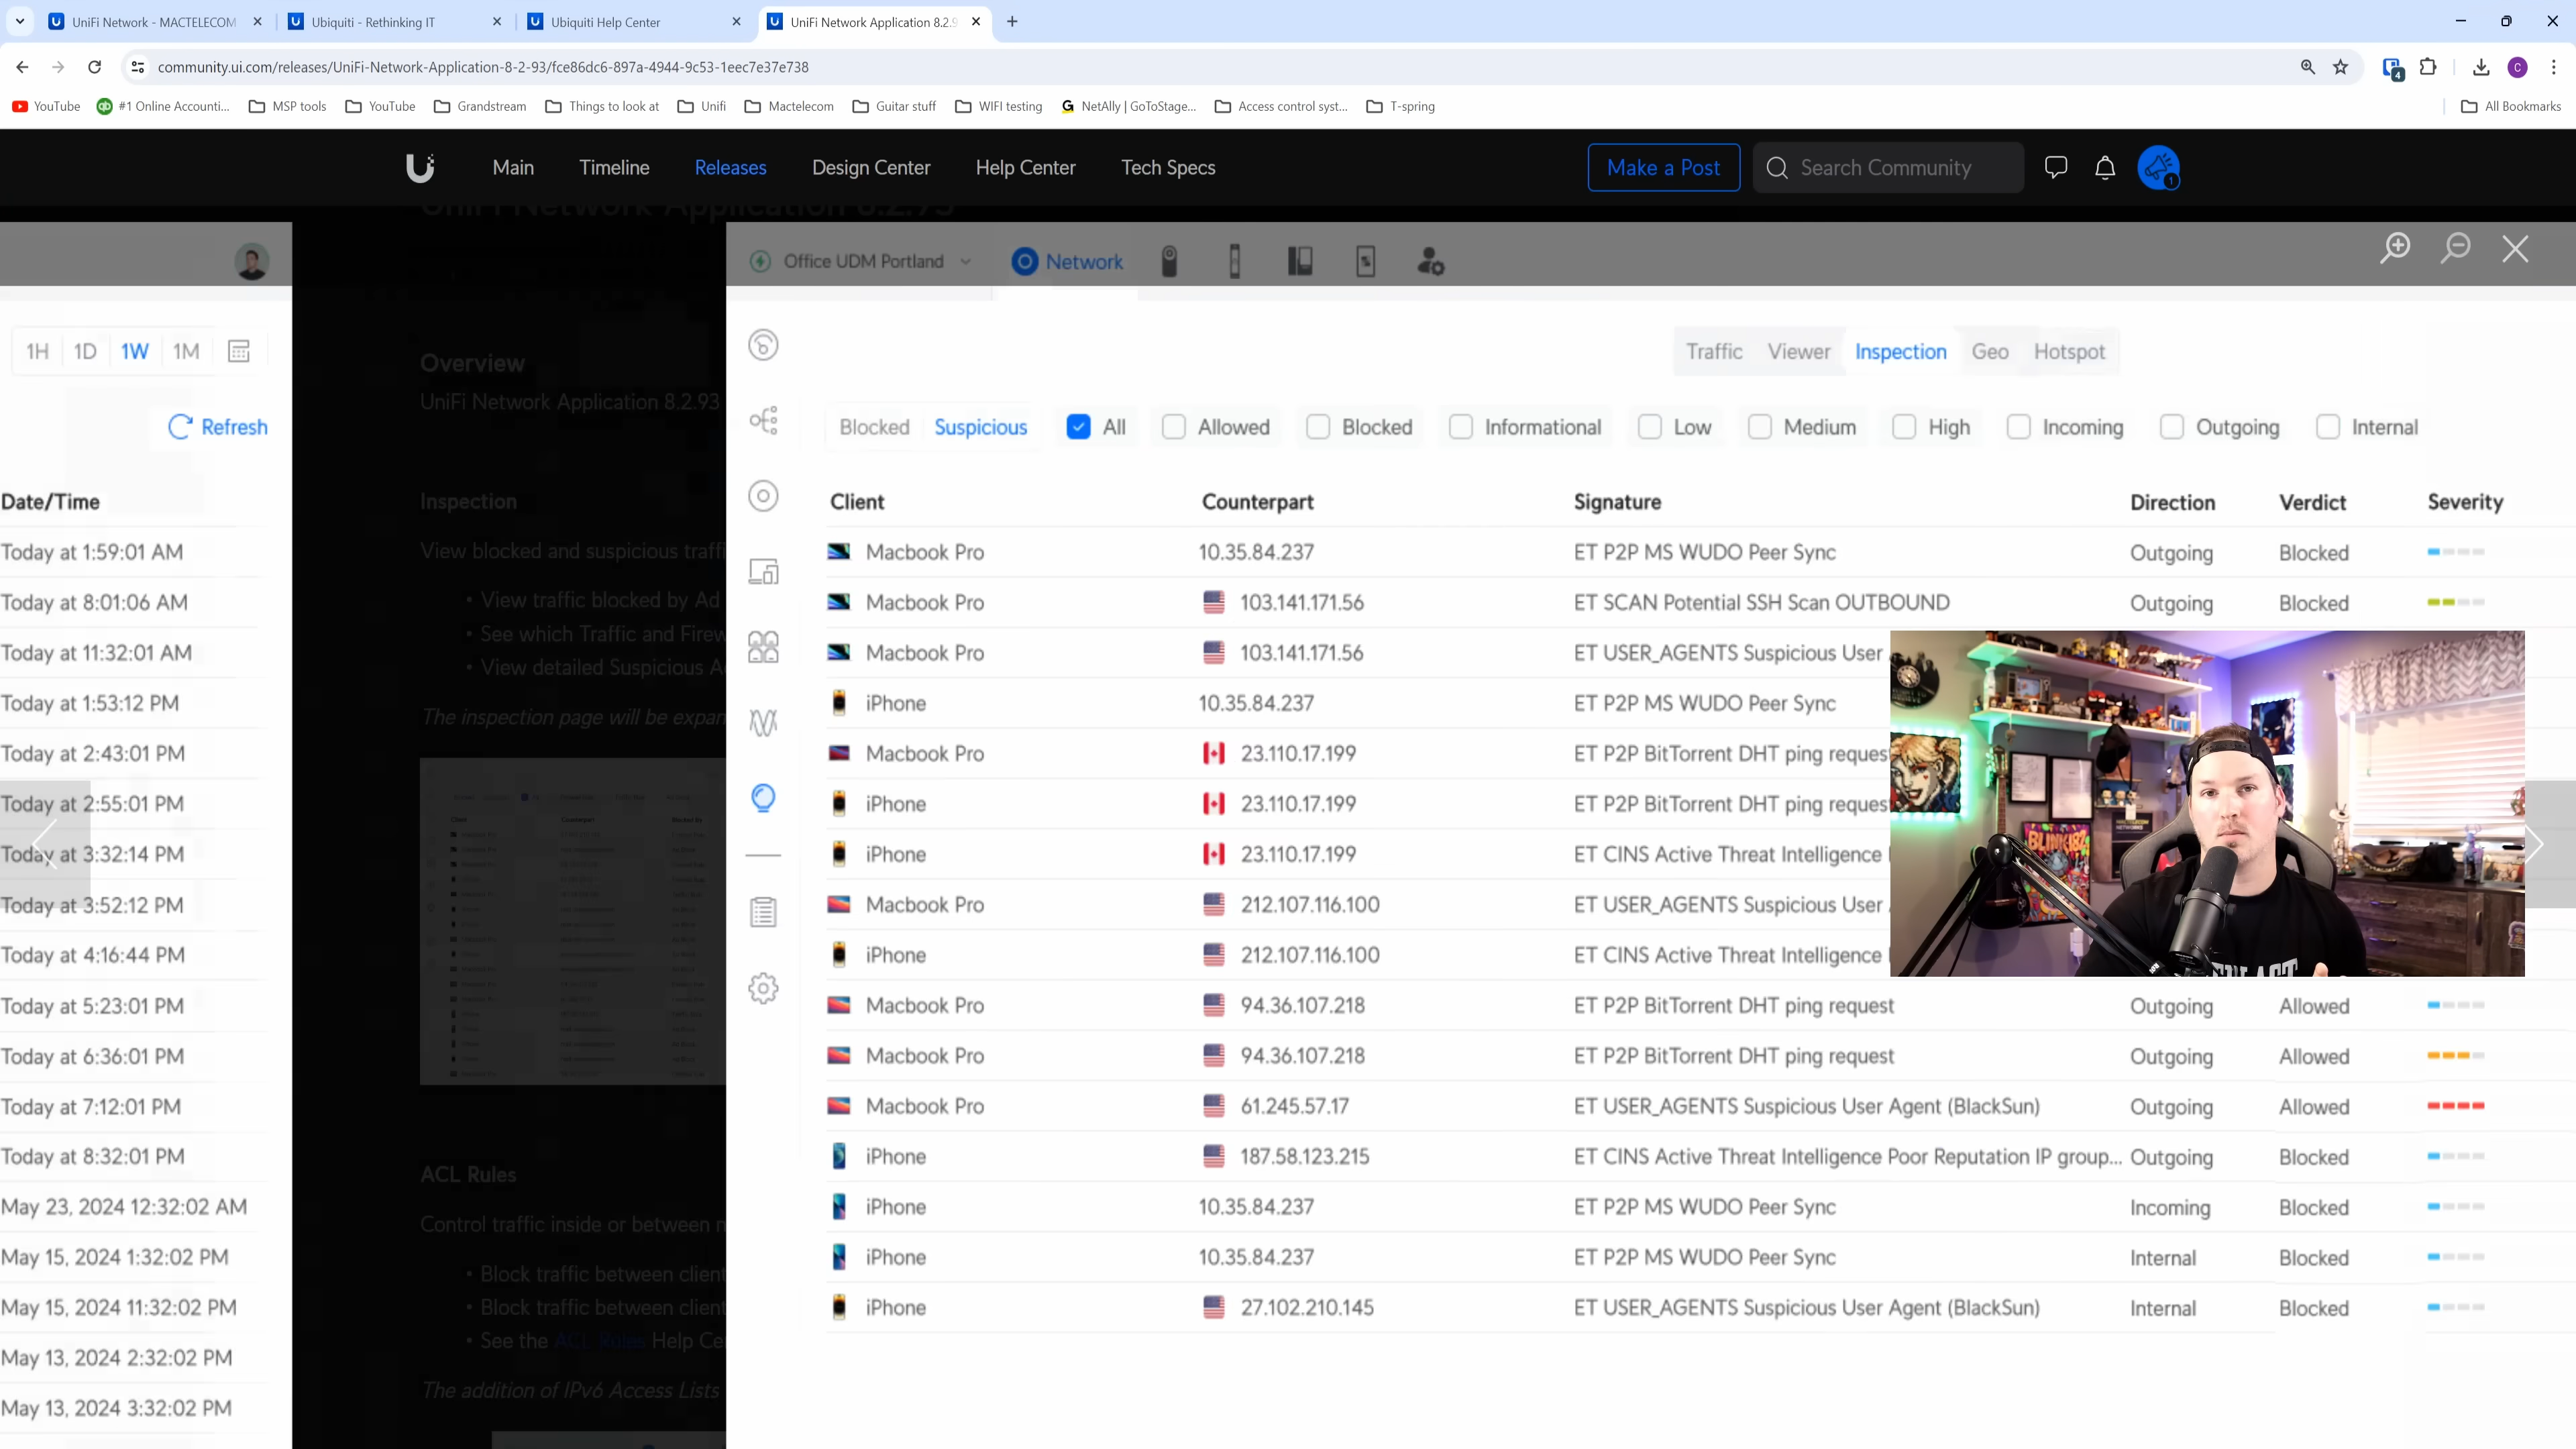 UniFi Network - MACTELECOM
Ubiquiti - Rethinking IT
Ubiquiti Help Center
UniFi Network Application 8.2.9
community.ui.com/releases/UniFi-Network-Application-8-2-93/fce86dc6-897a-4944-9c53-1eec7e37e738
4
C
YouTube
#1 Online Accounti...
MSP tools
YouTube
Grandstream
Things to look at
Unifi
Mactelecom
Guitar stuff
WIFI testing
NetAlly | GoToStage...
Access control syst...
T-spring
All Bookmarks
Main
Timeline
Releases
Design Center
Help Center
Tech Specs
Make a Post
Search Community
1
UniFi Network Application 8.2.93
Office UDM Portland
Network
1H 1D 1W 1M
Refresh
Date/Time
Today at 1:59:01 AM
Today at 8:01:06 AM
Today at 11:32:01 AM
Today at 1:53:12 PM
Today at 2:43:01 PM
Today at 2:55:01 PM
Today at 3:32:14 PM
Today at 3:52:12 PM
Today at 4:16:44 PM
Today at 5:23:01 PM
Today at 6:36:01 PM
Today at 7:12:01 PM
Today at 8:32:01 PM
May 23, 2024 12:32:02 AM
May 15, 2024 1:32:02 PM
May 15, 2024 11:32:02 PM
May 13, 2024 2:32:02 PM
May 13, 2024 3:32:02 PM
Overview
UniFi Network Application 8.2.93
Inspection
View blocked and suspicious traffi
• View traffic blocked by Ad
• See which Traffic and Firew
• View detailed Suspicious A
The inspection page will be expan
ACL Rules
Control traffic inside or between n
• Block traffic between client
• Block traffic between client
• See the ACL Rules Help Ce
The addition of IPv6 Access Lists
Traffic Viewer Inspection Geo Hotspot
Blocked Suspicious All Allowed Blocked Informational Low Medium High Incoming Outgoing Internal
Client Counterpart Signature Direction Verdict Severity
Macbook Pro 10.35.84.237 ET P2P MS WUDO Peer Sync Outgoing Blocked
Macbook Pro 103.141.171.56 ET SCAN Potential SSH Scan OUTBOUND Outgoing Blocked
Macbook Pro 103.141.171.56 ET USER_AGENTS Suspicious User
iPhone 10.35.84.237 ET P2P MS WUDO Peer Sync
Macbook Pro 23.110.17.199 ET P2P BitTorrent DHT ping request
iPhone 23.110.17.199 ET P2P BitTorrent DHT ping request
iPhone 23.110.17.199 ET CINS Active Threat Intelligence
Macbook Pro 212.107.116.100 ET USER_AGENTS Suspicious User
iPhone 212.107.116.100 ET CINS Active Threat Intelligence
Macbook Pro 94.36.107.218 ET P2P BitTorrent DHT ping request Outgoing Allowed
Macbook Pro 94.36.107.218 ET P2P BitTorrent DHT ping request Outgoing Allowed
Macbook Pro 61.245.57.17 ET USER_AGENTS Suspicious User Agent (BlackSun) Outgoing Allowed
iPhone 187.58.123.215 ET CINS Active Threat Intelligence Poor Reputation IP group... Outgoing Blocked
iPhone 10.35.84.237 ET P2P MS WUDO Peer Sync Incoming Blocked
iPhone 10.35.84.237 ET P2P MS WUDO Peer Sync Internal Blocked
iPhone 27.102.210.145 ET USER_AGENTS Suspicious User Agent (BlackSun) Internal Blocked
BLINK182